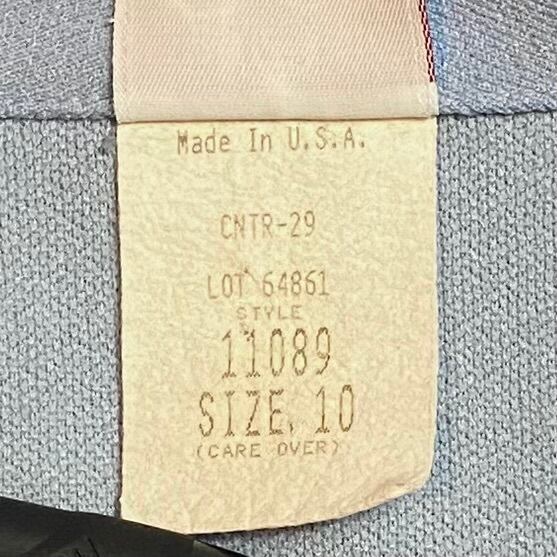 Made In U.S.A.
CNTR-29
LOT 64861
STYLE
11089
SIZE. 10
(CARE OVER)